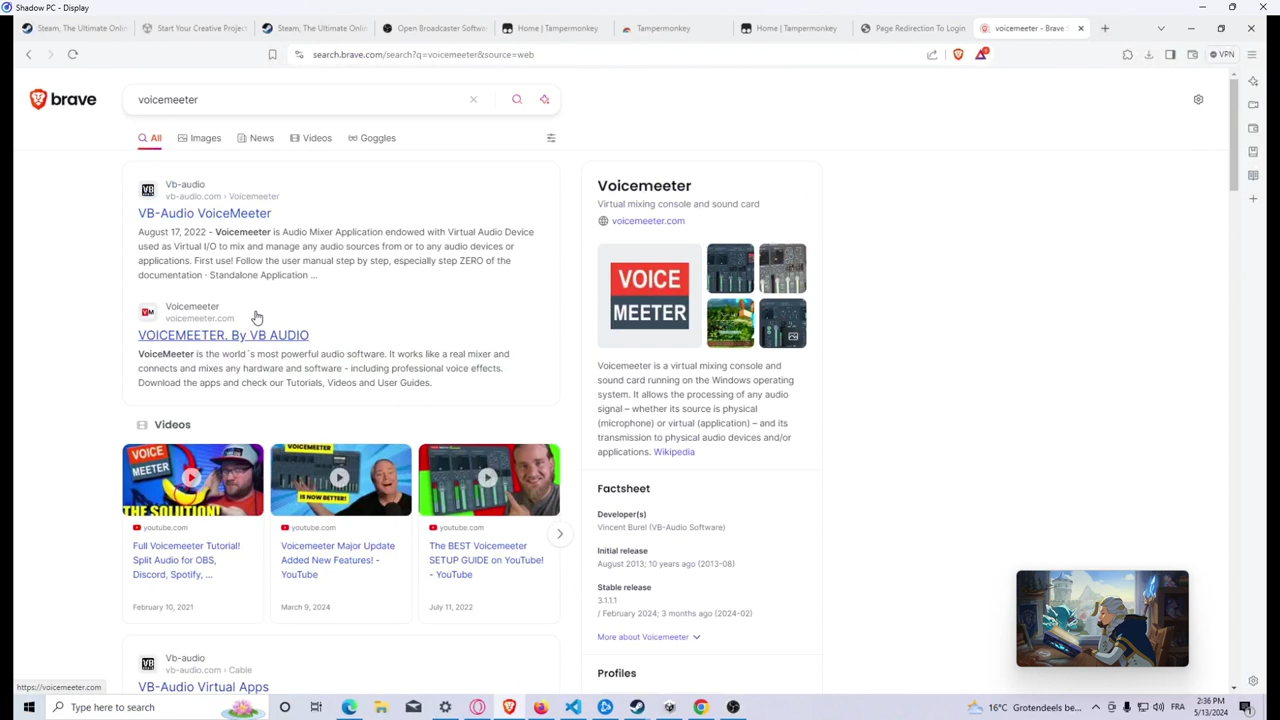 Shadow PC - Display
Steam, The Ultimate Onlin
Start Your Creative Project
Steam, The Ultimate Onlin
Open Broadcaster Softwar
Home | Tampermonkey
Tampermonkey
Home | Tampermonkey
Page Redirection To Login
voicemeeter - Brave S
search.brave.com/search?q=voicemeeter&source=web
VPN
brave
voicemeeter
All
Images
News
Videos
Goggles
Vb-audio
vb-audio.com › Voicemeeter
VB-Audio VoiceMeeter
August 17, 2022 - Voicemeeter is Audio Mixer Application endowed with Virtual Audio Device
used as Virtual I/O to mix and manage any audio sources from or to any audio devices or
applications. First use! Follow the user manual step by step, especially step ZERO of the
documentation · Standalone Application ...
Voicemeeter
voicemeeter.com
VOICEMEETER. By VB AUDIO
VoiceMeeter is the world´s most powerful audio software. It works like a real mixer and
connects and mixes any hardware and software - including professional voice effects.
Download the apps and check our Tutorials, Videos and User Guides.
Videos
VOICE
MEETER
THE SOLUTION!
youtube.com
Full Voicemeeter Tutorial!
Split Audio for OBS,
Discord, Spotify, ...
February 10, 2021
VOICEMEETER
IS NOW BETTER!
youtube.com
Voicemeeter Major Update
Added New Features! -
YouTube
March 9, 2024
youtube.com
The BEST Voicemeeter
SETUP GUIDE on YouTube!
- YouTube
July 11, 2022
Vb-audio
vb-audio.com › Cable
VB-Audio Virtual Apps
Voicemeeter
Virtual mixing console and sound card
voicemeeter.com
VOICE
MEETER
Voicemeeter is a virtual mixing console and
sound card running on the Windows operating
system. It allows the processing of any audio
signal – whether its source is physical
(microphone) or virtual (application) – and its
transmission to physical audio devices and/or
applications. Wikipedia
Factsheet
Developer(s)
Vincent Burel (VB-Audio Software)
Initial release
August 2013; 10 years ago (2013-08)
Stable release
3.1.1.1
/ February 2024; 3 months ago (2024-02)
More about Voicemeeter
Profiles
https://voicemeeter.com
Type here to search
16°C Grotendeels be...
FRA
2:36 PM
5/13/2024